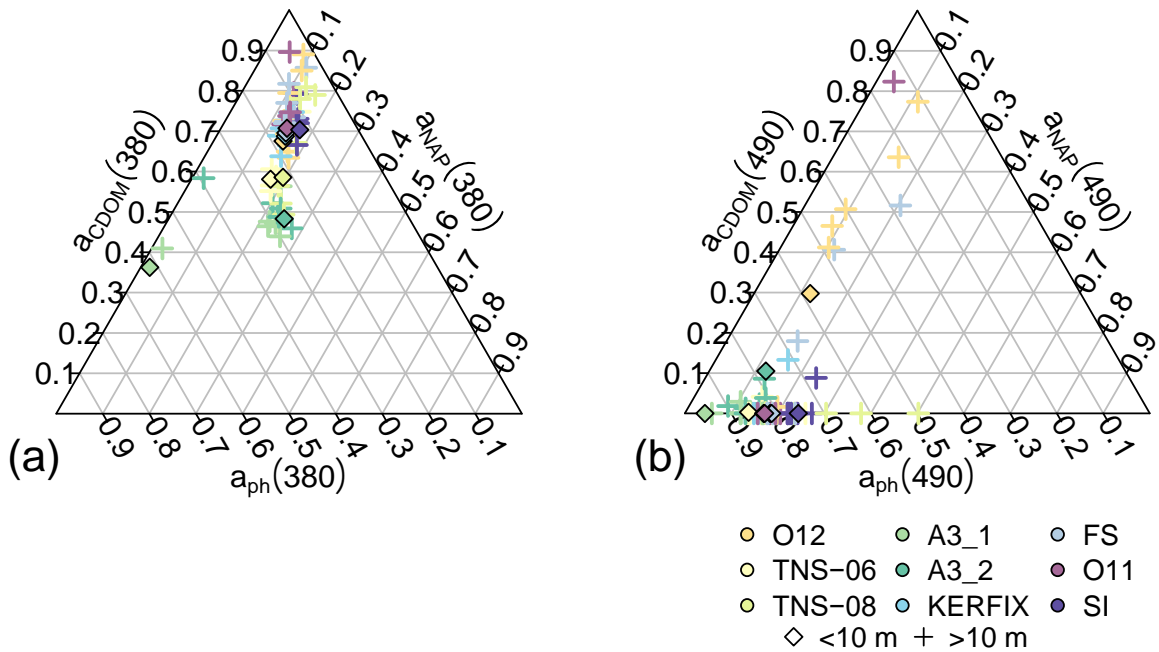 0.9 0.8 0.7 0.6 0.5 0.4 0.3 0.2 0.1
aCDOM(380)
0.1 0.2 0.3 0.4 0.5 0.6 0.7 0.8 0.9
aNAP(380)
0.9 0.8 0.7 0.6 0.5 0.4 0.3 0.2 0.1
aph(380)
(a)
0.9 0.8 0.7 0.6 0.5 0.4 0.3 0.2 0.1
aCDOM(490)
0.1 0.2 0.3 0.4 0.5 0.6 0.7 0.8 0.9
aNAP(490)
0.9 0.8 0.7 0.6 0.5 0.4 0.3 0.2 0.1
aph(490)
(b)
O12 A3_1 FS
TNS−06 A3_2 O11
TNS−08 KERFIX SI
<10 m >10 m